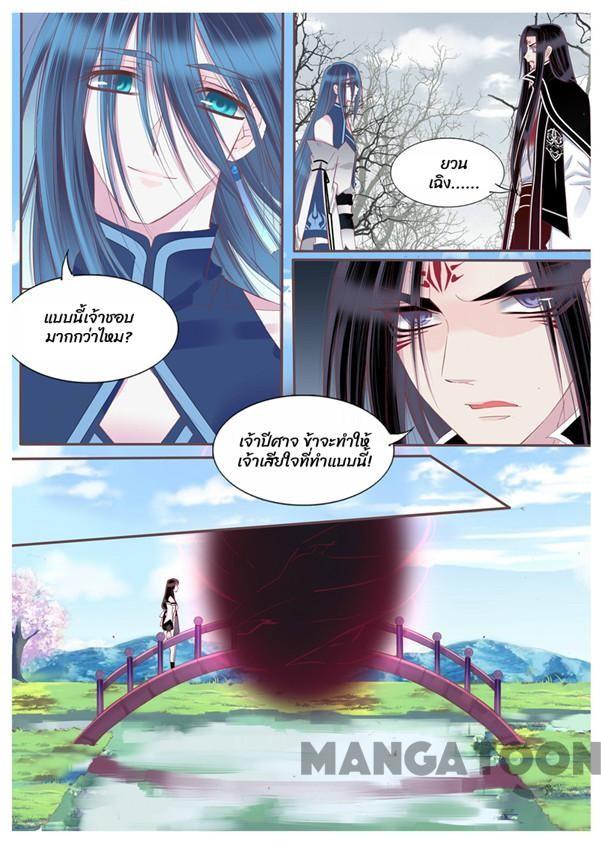 ยวน
เฉิง......
แบบนี้เจ้าชอบ
มากกว่าไหม?
เจ้าปีศาจ ข้าจะทำให้
เจ้าเสียใจที่ทำแบบนี้!
MANGATOON